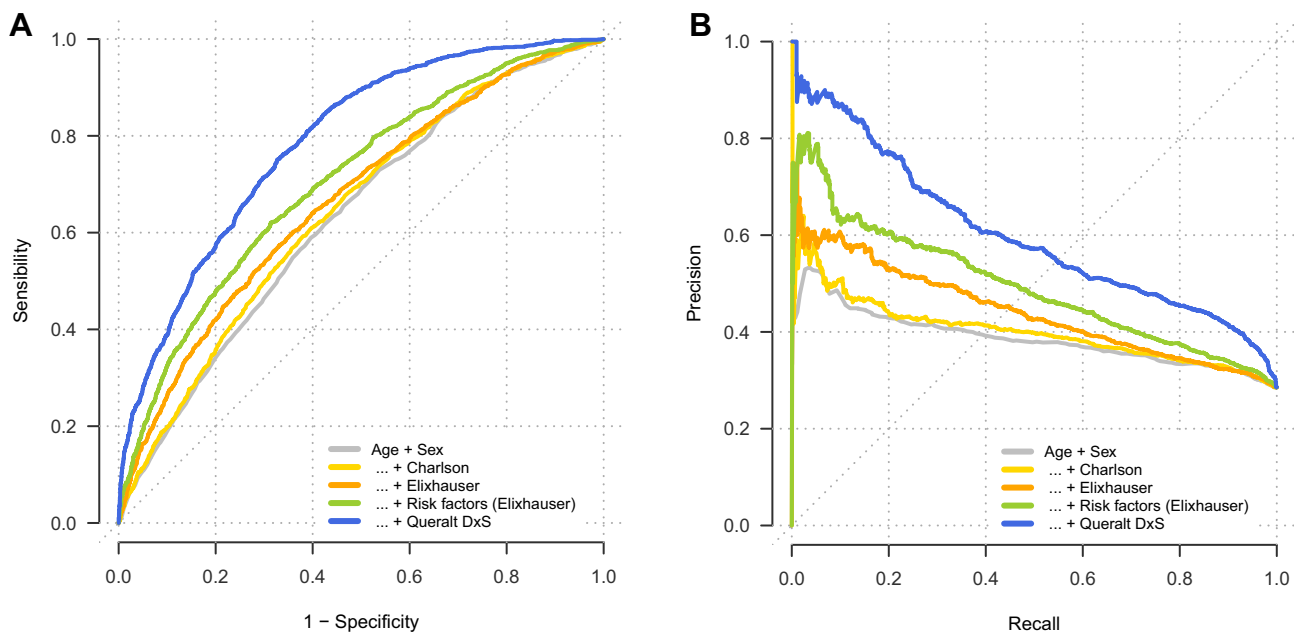 A
1.0
0.8
0.6
0.4
0.2
0.0
Sensibility
0.0 0.2 0.4 0.6 0.8 1.0
1 − Specificity
Age + Sex
... + Charlson
... + Elixhauser
... + Risk factors (Elixhauser)
... + Queralt DxS
B
1.0
0.8
0.6
0.4
0.2
0.0
Precision
0.0 0.2 0.4 0.6 0.8 1.0
Recall
Age + Sex
... + Charlson
... + Elixhauser
... + Risk factors (Elixhauser)
... + Queralt DxS